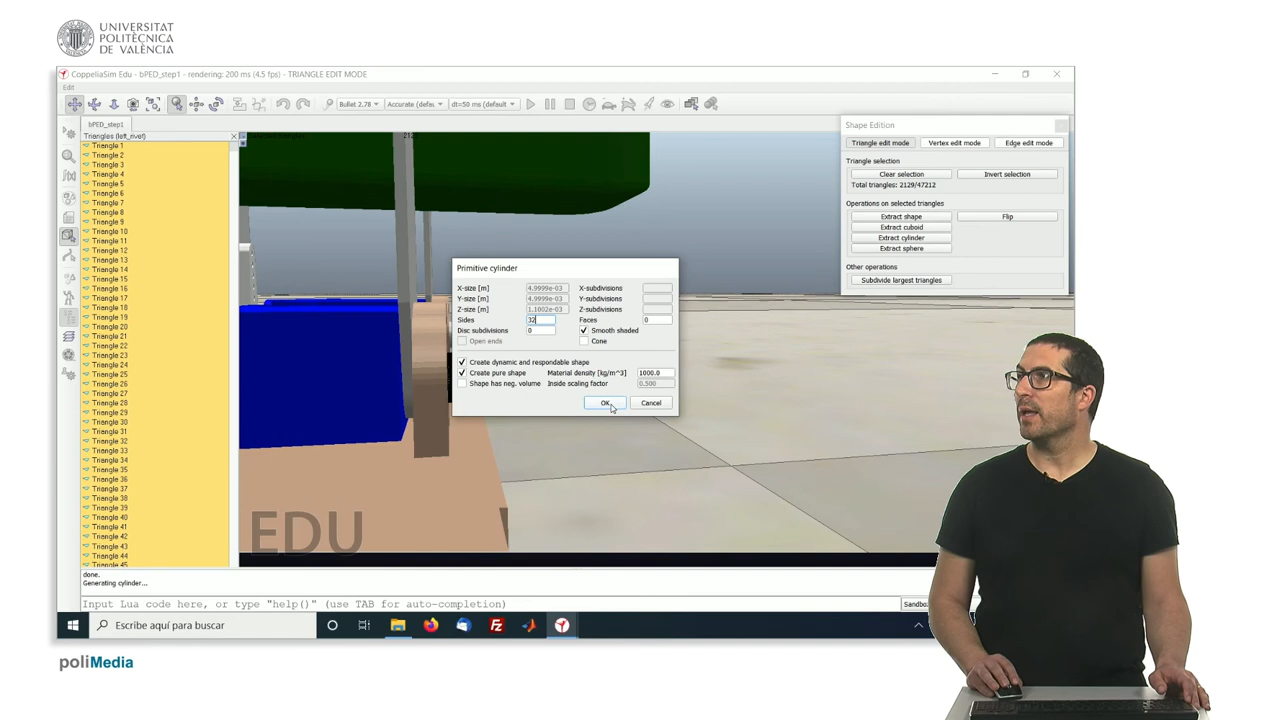 UNIVERSITAT
POLITÈCNICA
DE VALÈNCIA
CoppeliaSim Edu - bPED_step1 - rendering: 200 ms (4.5 fps) - TRIANGLE EDIT MODE
Edit
Bullet 2.78
Accurate (defau
dt=50 ms (default
bPED_step1
Triangles (left_rivet)
Triangle 1
Triangle 2
Triangle 3
Triangle 4
Triangle 5
Triangle 6
Triangle 7
Triangle 8
Triangle 9
Triangle 10
Triangle 11
Triangle 12
Triangle 13
Triangle 14
Triangle 15
Triangle 16
Triangle 17
Triangle 18
Triangle 19
Triangle 20
Triangle 21
Triangle 22
Triangle 23
Triangle 24
Triangle 25
Triangle 26
Triangle 27
Triangle 28
Triangle 29
Triangle 30
Triangle 31
Triangle 32
Triangle 33
Triangle 34
Triangle 35
Triangle 36
Triangle 37
Triangle 38
Triangle 39
Triangle 40
Triangle 41
Triangle 42
Triangle 43
Triangle 44
Triangle 45
EDU
Primitive cylinder
X-size [m] 4.9999e-03 X-subdivisions
Y-size [m] 4.9999e-03 Y-subdivisions
Z-size [m] 1.1002e-03 Z-subdivisions
Sides 32 Faces 0
Disc subdivisions 0 Smooth shaded
Open ends Cone
Create dynamic and respondable shape
Create pure shape Material density [kg/m^3] 1000.0
Shape has neg. volume Inside scaling factor 0.500
OK Cancel
Shape Edition
Triangle edit mode Vertex edit mode Edge edit mode
Triangle selection
Clear selection Invert selection
Total triangles: 2129/47212
Operations on selected triangles
Extract shape Flip
Extract cuboid
Extract cylinder
Extract sphere
Other operations
Subdivide largest triangles
done.
Generating cylinder...
Input Lua code here, or type "help()" (use TAB for auto-completion)
Sandbox
Escribe aquí para buscar
poliMedia